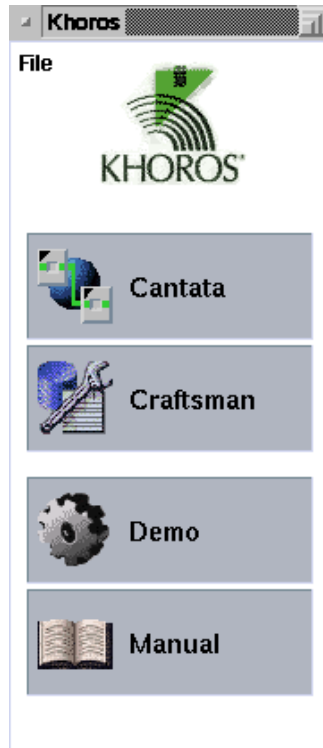 Khoros
File
KHOROS®
Cantata
Craftsman
Demo
Manual